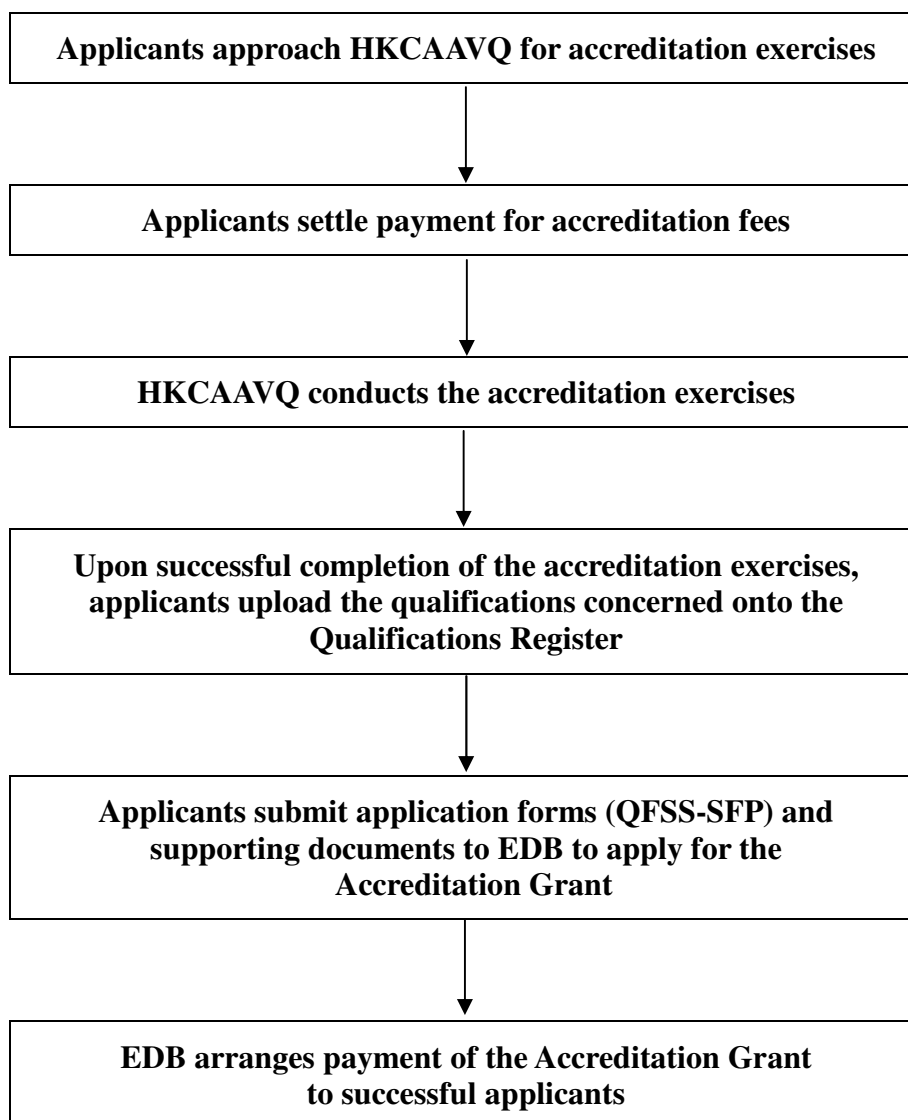 Applicants approach HKCAAVQ for accreditation exercises
Applicants settle payment for accreditation fees
HKCAAVQ conducts the accreditation exercises
Upon successful completion of the accreditation exercises,
applicants upload the qualifications concerned onto the
Qualifications Register
Applicants submit application forms (QFSS-SFP) and
supporting documents to EDB to apply for the
Accreditation Grant
EDB arranges payment of the Accreditation Grant
to successful applicants